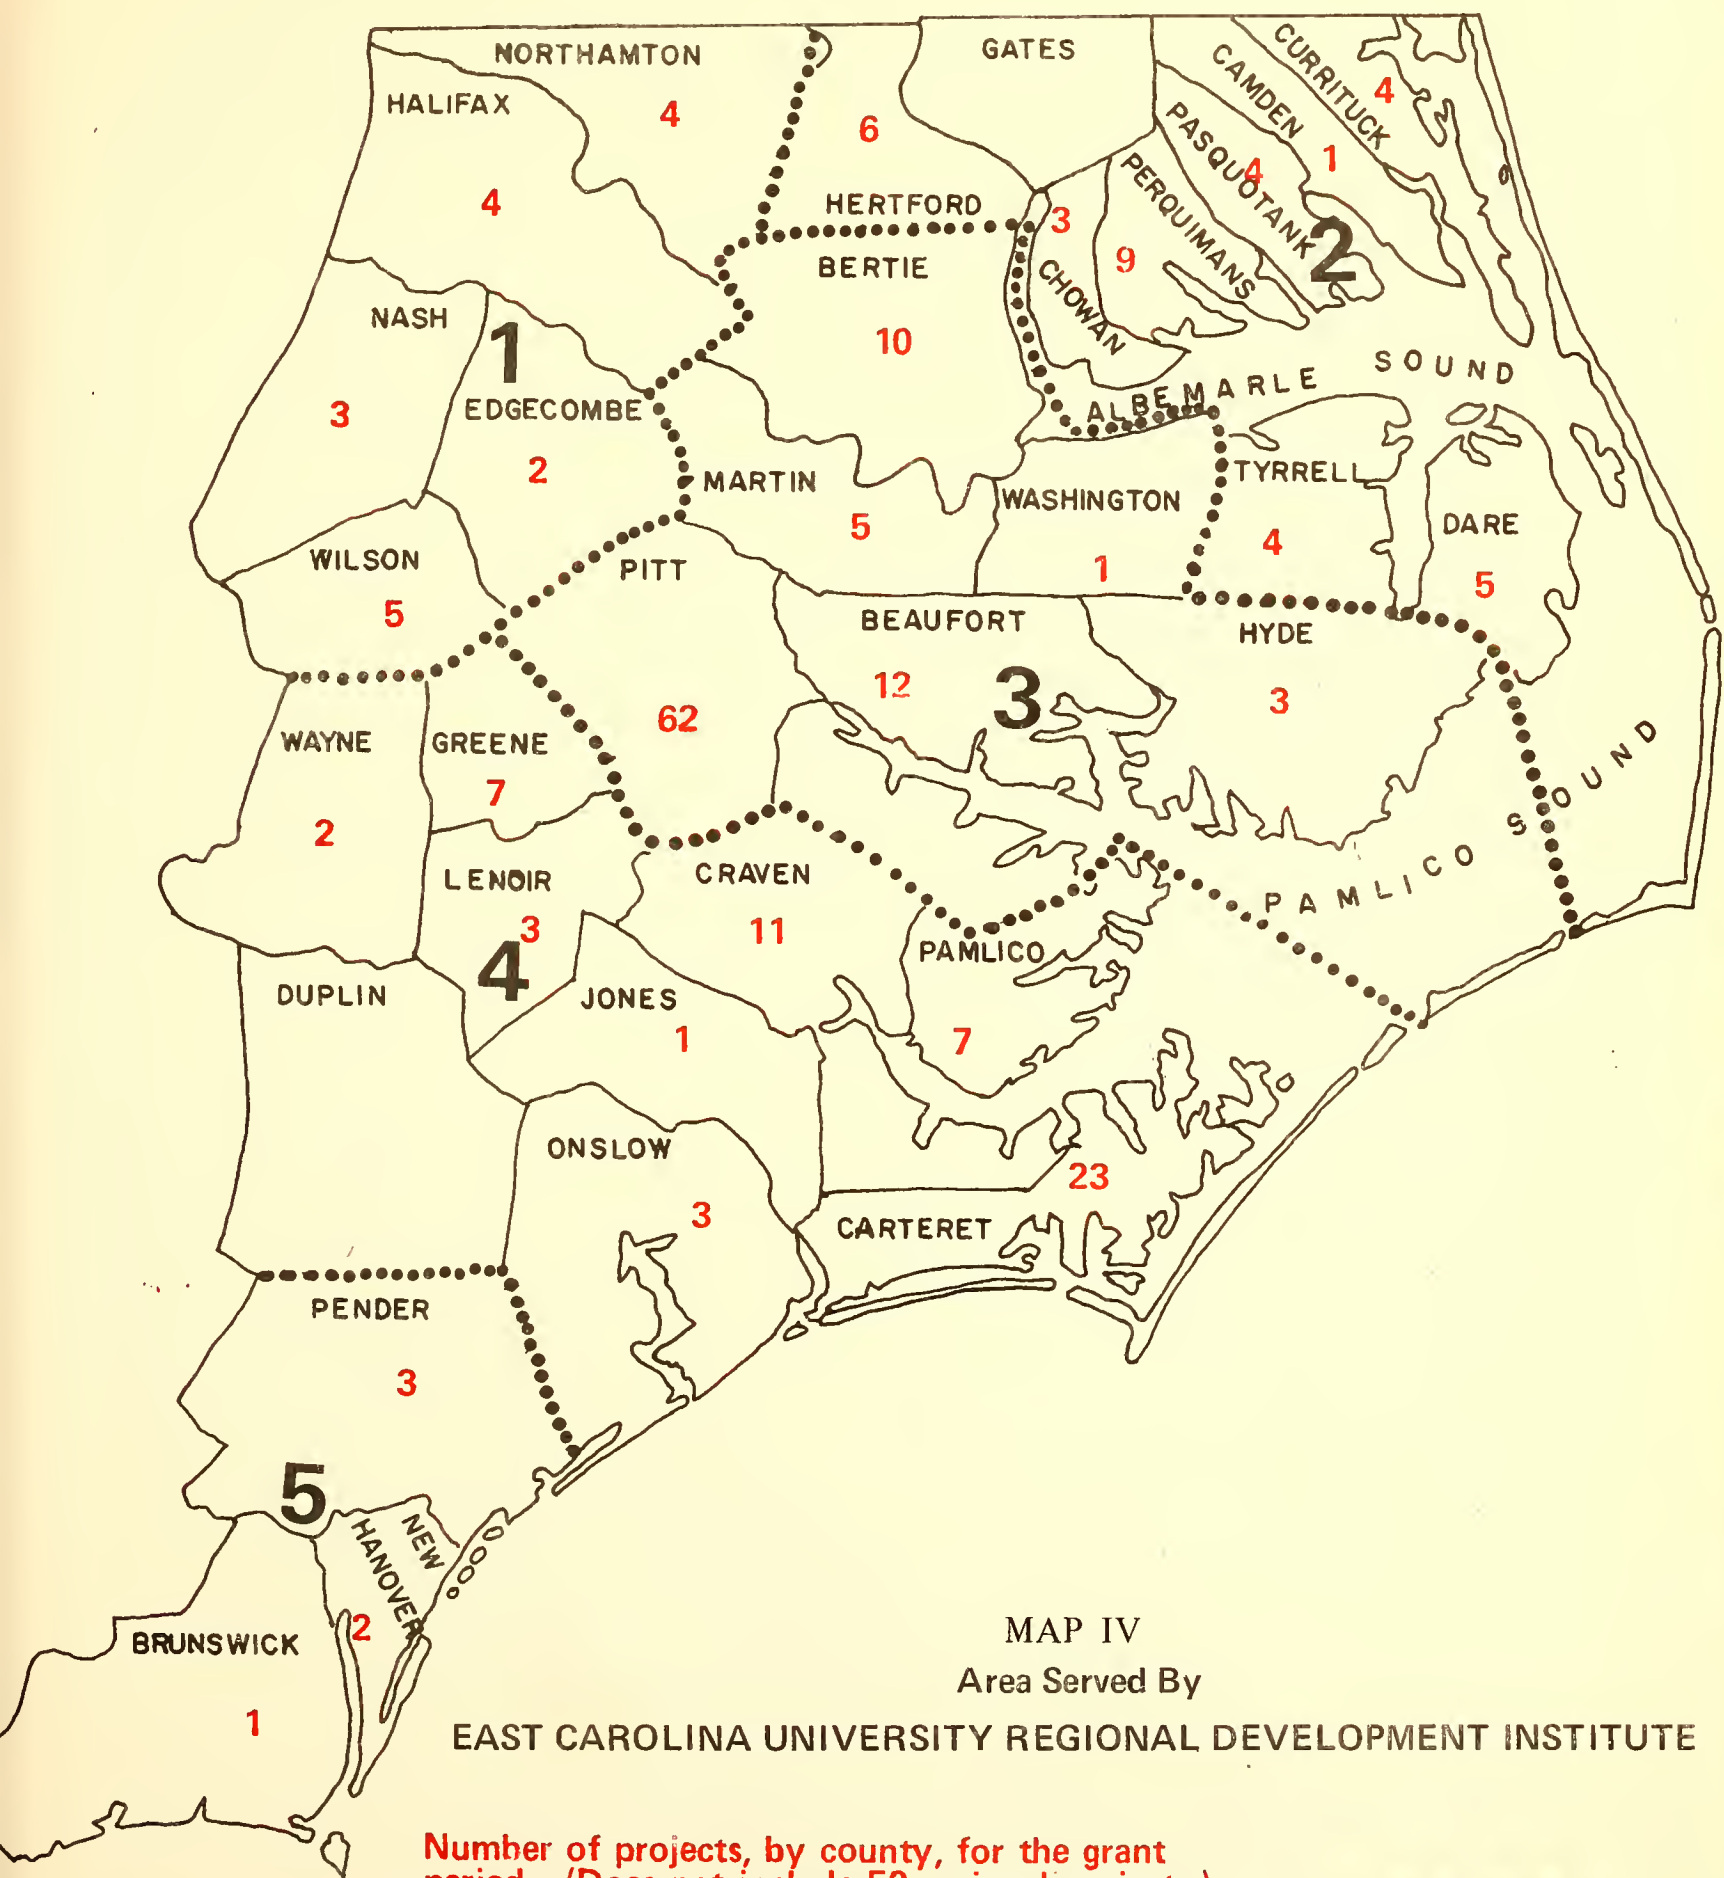 NORTHAMTON
4
HALIFAX
4
6
HERTFORD
GATES
CURRITUCK
4
CAMDEN
1
PASQUOTANK
4
PERQUIMANS
9
3
CHOWAN
2
BERTIE
10
NASH
3
1
EDGECOMBE
2
ALBEMARLE SOUND
MARTIN
5
WASHINGTON
1
TYRRELL
4
DARE
5
WILSON
5
PITT
62
BEAUFORT
12
3
HYDE
3
WAYNE
2
GREENE
7
PAMLICO SOUND
LENOIR
3
4
CRAVEN
11
PAMLICO
7
DUPLIN
JONES
1
ONSLOW
3
CARTERET
23
PENDER
3
5
NEW
HANOVER
2
BRUNSWICK
1
MAP IV
Area Served By
EAST CAROLINA UNIVERSITY REGIONAL DEVELOPMENT INSTITUTE
Number of projects, by county, for the grant